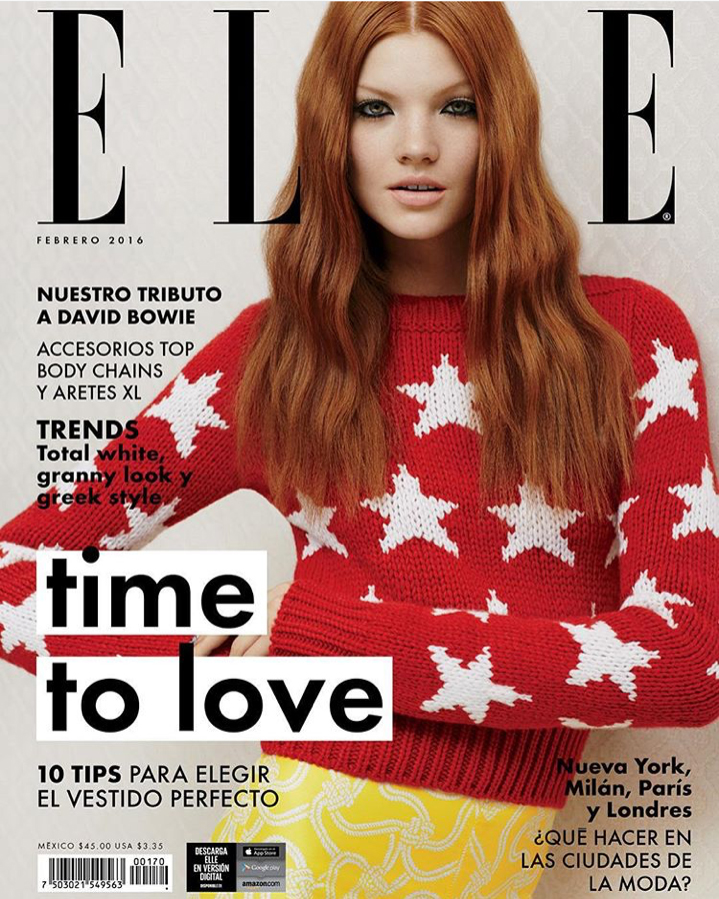 ELLE
FEBRERO 2016
NUESTRO TRIBUTO
A DAVID BOWIE
ACCESORIOS TOP
BODY CHAINS
Y ARETES XL
TRENDS
Total white,
granny look y
greek style
time
to love
10 TIPS PARA ELEGIR
EL VESTIDO PERFECTO
Nueva York,
Milán, París
y Londres
¿QUÉ HACER EN
LAS CIUDADES DE
LA MODA?
MÉXICO $45.00 USA $3.35
00170
7 503021 549563
DESCARGA
ELLE
EN VERSIÓN
DIGITAL
App Store
Google play
amazon.com